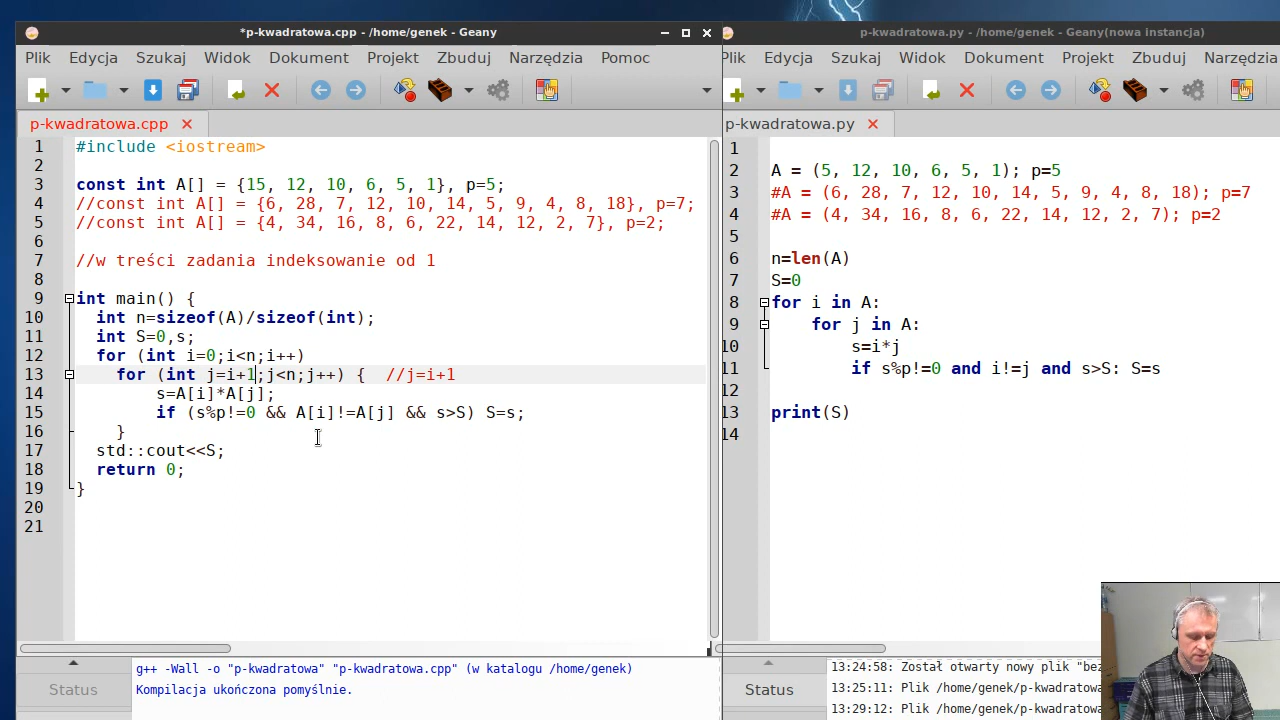 *p-kwadratowa.cpp - /home/genek - Geany
Plik Edycja Szukaj Widok Dokument Projekt Zbuduj Narzędzia Pomoc
p-kwadratowa.cpp
1 #include <iostream>
2
3 const int A[] = {15, 12, 10, 6, 5, 1}, p=5;
4 //const int A[] = {6, 28, 7, 12, 10, 14, 5, 9, 4, 8, 18}, p=7;
5 //const int A[] = {4, 34, 16, 8, 6, 22, 14, 12, 2, 7}, p=2;
6
7 //w treści zadania indeksowanie od 1
8
9 int main() {
10 int n=sizeof(A)/sizeof(int);
11 int S=0,s;
12 for (int i=0;i<n;i++)
13 for (int j=i+1;j<n;j++) { //j=i+1
14 s=A[i]*A[j];
15 if (s%p!=0 && A[i]!=A[j] && s>S) S=s;
16 }
17 std::cout<<S;
18 return 0;
19 }
20
21
Status
g++ -Wall -o "p-kwadratowa" "p-kwadratowa.cpp" (w katalogu /home/genek)
Kompilacja ukończona pomyślnie.
p-kwadratowa.py - /home/genek - Geany(nowa instancja)
Plik Edycja Szukaj Widok Dokument Projekt Zbuduj Narzędzia
p-kwadratowa.py
1
2 A = (5, 12, 10, 6, 5, 1); p=5
3 #A = (6, 28, 7, 12, 10, 14, 5, 9, 4, 8, 18); p=7
4 #A = (4, 34, 16, 8, 6, 22, 14, 12, 2, 7); p=2
5
6 n=len(A)
7 S=0
8 for i in A:
9 for j in A:
10 s=i*j
11 if s%p!=0 and i!=j and s>S: S=s
12
13 print(S)
14
Status
13:24:58: Został otwarty nowy plik "bez
13:25:11: Plik /home/genek/p-kwadratowa
13:29:12: Plik /home/genek/p-kwadratowa